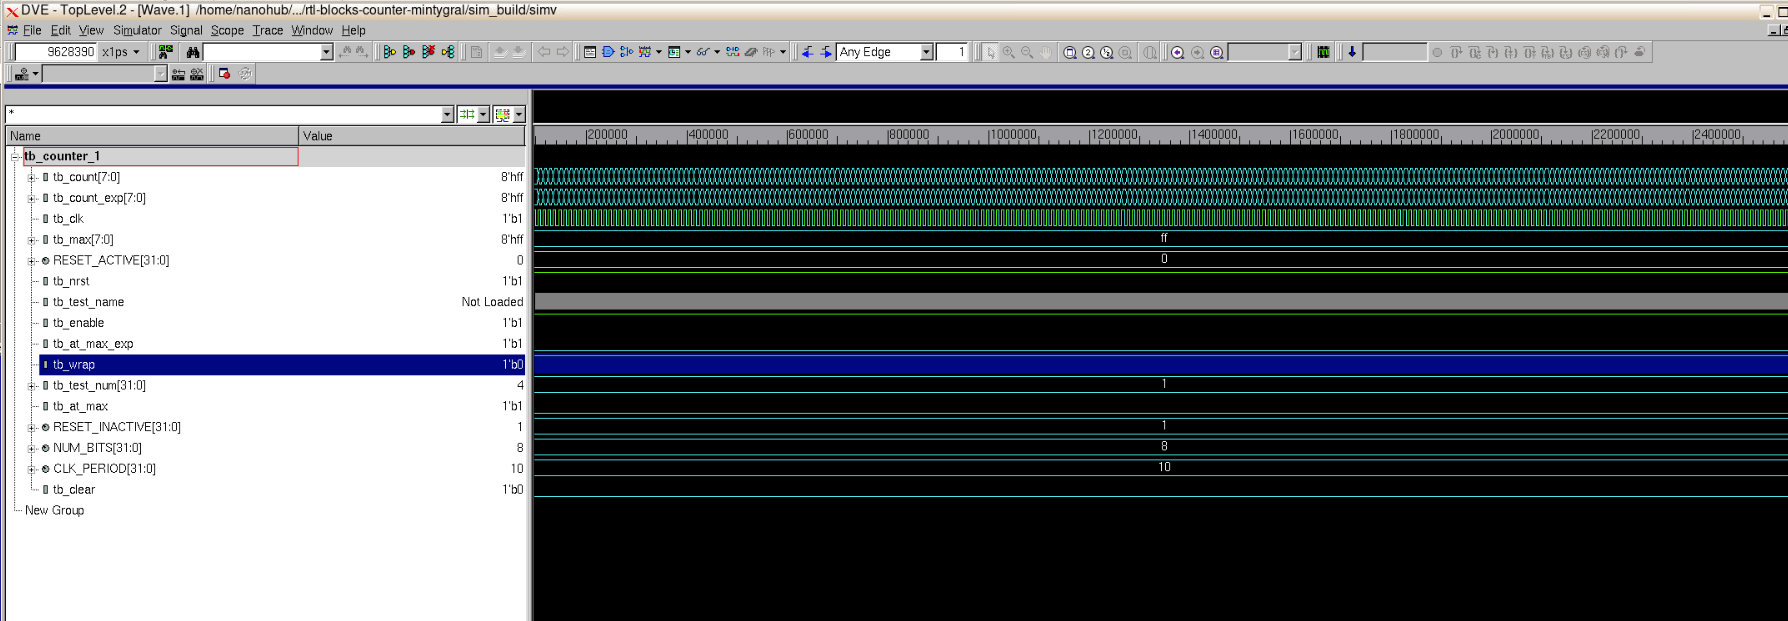 DVE - TopLevel.2 - [Wave.1] /home/nanohub/.../rtl-blocks-counter-mintygral/sim_build/simv
File Edit View Simulator Signal Scope Trace Window Help
9628390 x1ps Any Edge 1
*
Name Value
200000 400000 600000 800000 1000000 1200000 1400000 1600000 1800000 2000000 2200000 2400000
tb_counter_1
tb_count[7:0] 8'hff
tb_count_exp[7:0] 8'hff
tb_clk 1'b1
tb_max[7:0] 8'hff ff
RESET_ACTIVE[31:0] 0 0
tb_nrst 1'b1
tb_test_name Not Loaded
tb_enable 1'b1
tb_at_max_exp 1'b1
tb_wrap 1'b0
tb_test_num[31:0] 4 1
tb_at_max 1'b1
RESET_INACTIVE[31:0] 1 1
NUM_BITS[31:0] 8 8
CLK_PERIOD[31:0] 10 10
tb_clear 1'b0
New Group